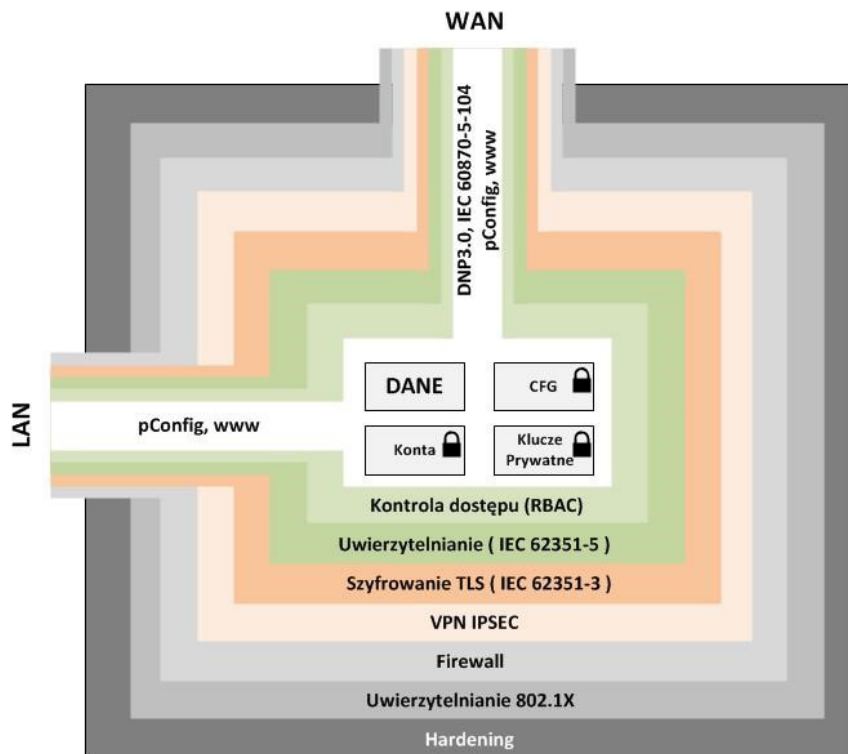 WAN
DNP3.0, IEC 60870-5-104
pConfig, www
LAN
pConfig, www
DANE
CFG
Konta
Klucze
Prywatne
Kontrola dostępu (RBAC)
Uwierzytelnianie ( IEC 62351-5 )
Szyfrowanie TLS ( IEC 62351-3 )
VPN IPSEC
Firewall
Uwierzytelnianie 802.1X
Hardening